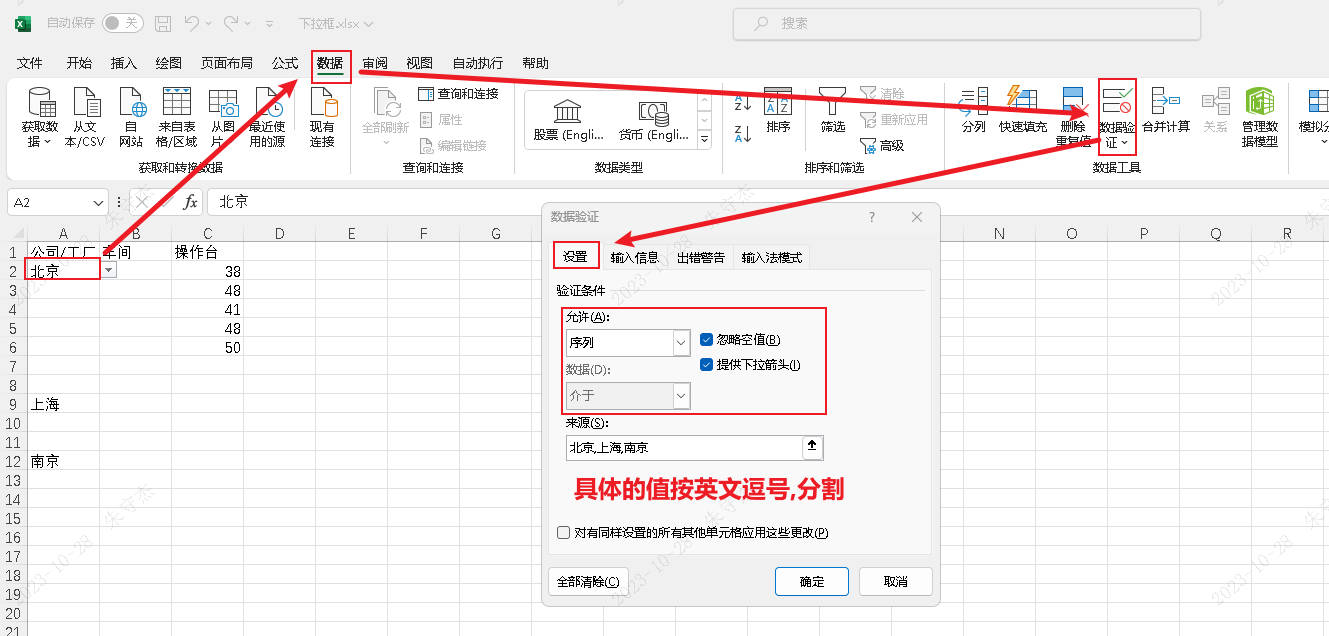 自动保存 关 下拉框.xlsx 搜索
文件 开始 插入 绘图 页面布局 公式 数据 审阅 视图 自动执行 帮助
获取数据 从文本/CSV 自网站 来自表格/区域 从图片 最近使用的源 现有连接
获取和转换数据
全部刷新 查询和连接 属性 编辑链接
查询和连接
股票 (Engli... 货币 (Engli...
数据类型
排序 筛选 清除 重新应用 高级
排序和筛选
分列 快速填充 删除重复值 数据验证 合并计算 关系 管理数据模型
数据工具
模拟分
A2 fx 北京
A B C D E F G N O P Q R
1 公司/工厂 车间 操作台
2 北京 38
3 48
4 41
5 48
6 50
7
8
9 上海
10
11
12 南京
13
14
15
16
17
18
19
20
21
数据验证 ?
设置 输入信息 出错警告 输入法模式
验证条件
允许(A):
序列 忽略空值(B)
提供下拉箭头(I)
数据(D):
介于
来源(S):
北京,上海,南京
具体的值按英文逗号,分割
对有同样设置的所有其他单元格应用这些更改(P)
全部清除(C) 确定 取消
朱守杰
2023-10-28